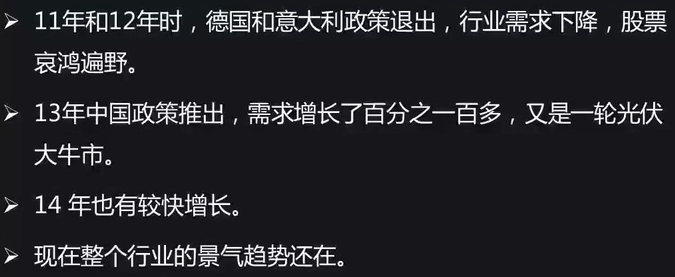 ➢ 11年和12年时，德国和意大利政策退出，行业需求下降，股票
哀鸿遍野。
➢ 13年中国政策推出，需求增长了百分之一百多，又是一轮光伏
大牛市。
➢ 14 年也有较快增长。
➢ 现在整个行业的景气趋势还在。